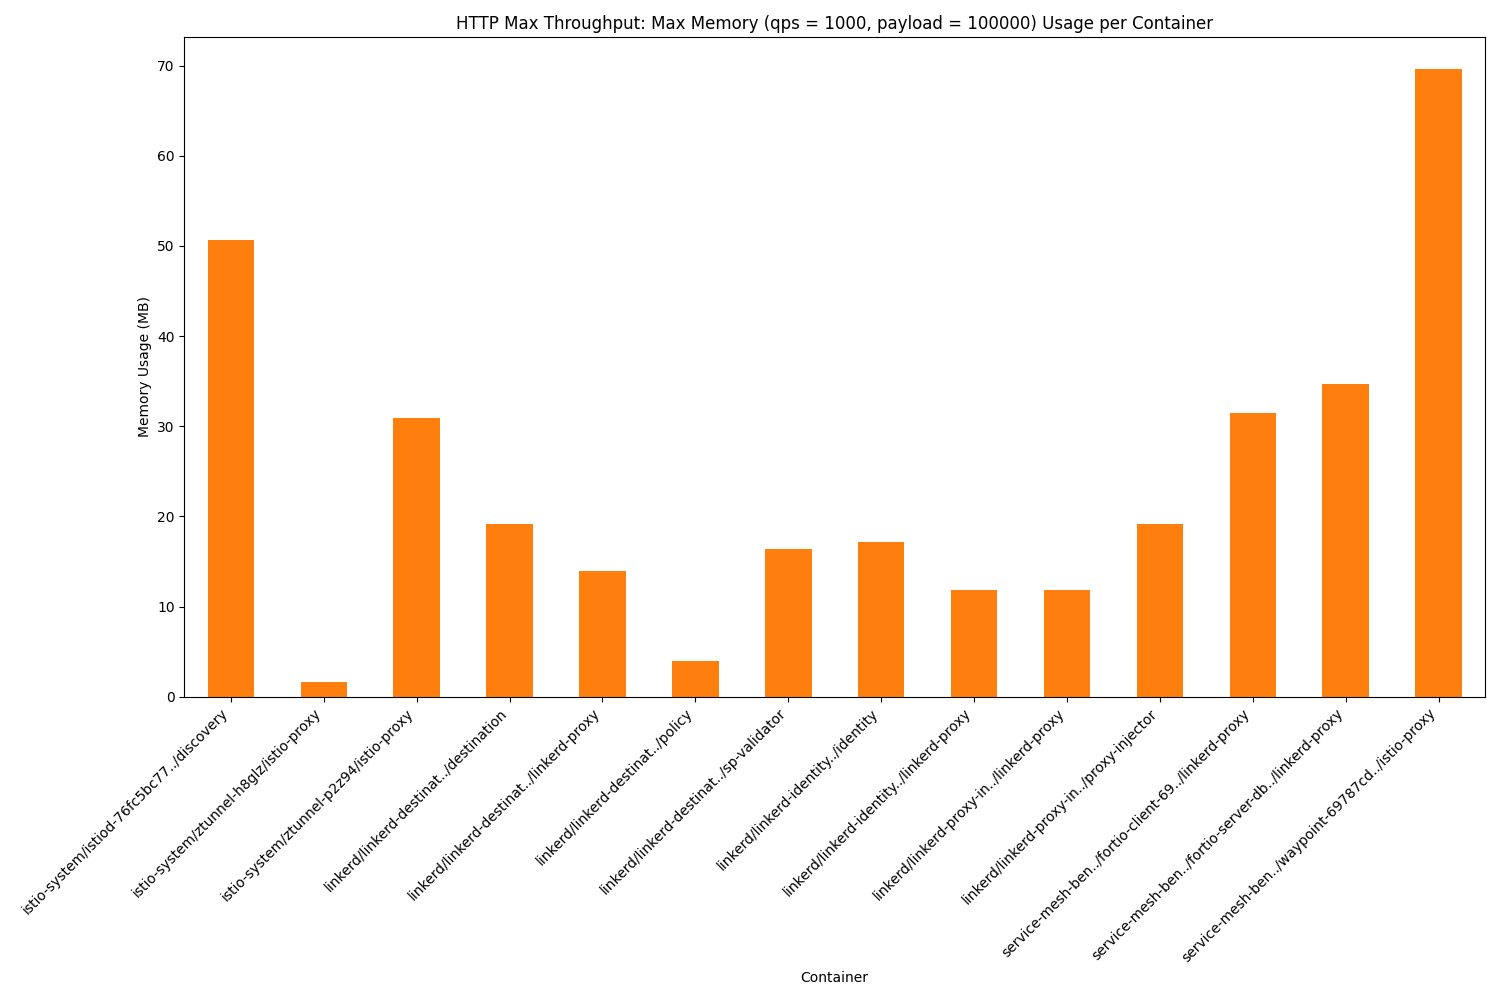 HTTP Max Throughput: Max Memory (qps = 1000, payload = 100000) Usage per Container
Memory Usage (MB)
70
60
50
40
30
20
10
0
istio-system/istiod-76fc5bc77../discovery
istio-system/ztunnel-h8glz/istio-proxy
istio-system/ztunnel-p2z94/istio-proxy
linkerd/linkerd-destinat../destination
linkerd/linkerd-destinat../linkerd-proxy
linkerd/linkerd-destinat../policy
linkerd/linkerd-destinat../sp-validator
linkerd/linkerd-identity../identity
linkerd/linkerd-identity../linkerd-proxy
linkerd/linkerd-proxy-in../linkerd-proxy
linkerd/linkerd-proxy-in../proxy-injector
service-mesh-ben../fortio-client-69../linkerd-proxy
service-mesh-ben../fortio-server-db../linkerd-proxy
service-mesh-ben../waypoint-69787cd../istio-proxy
Container